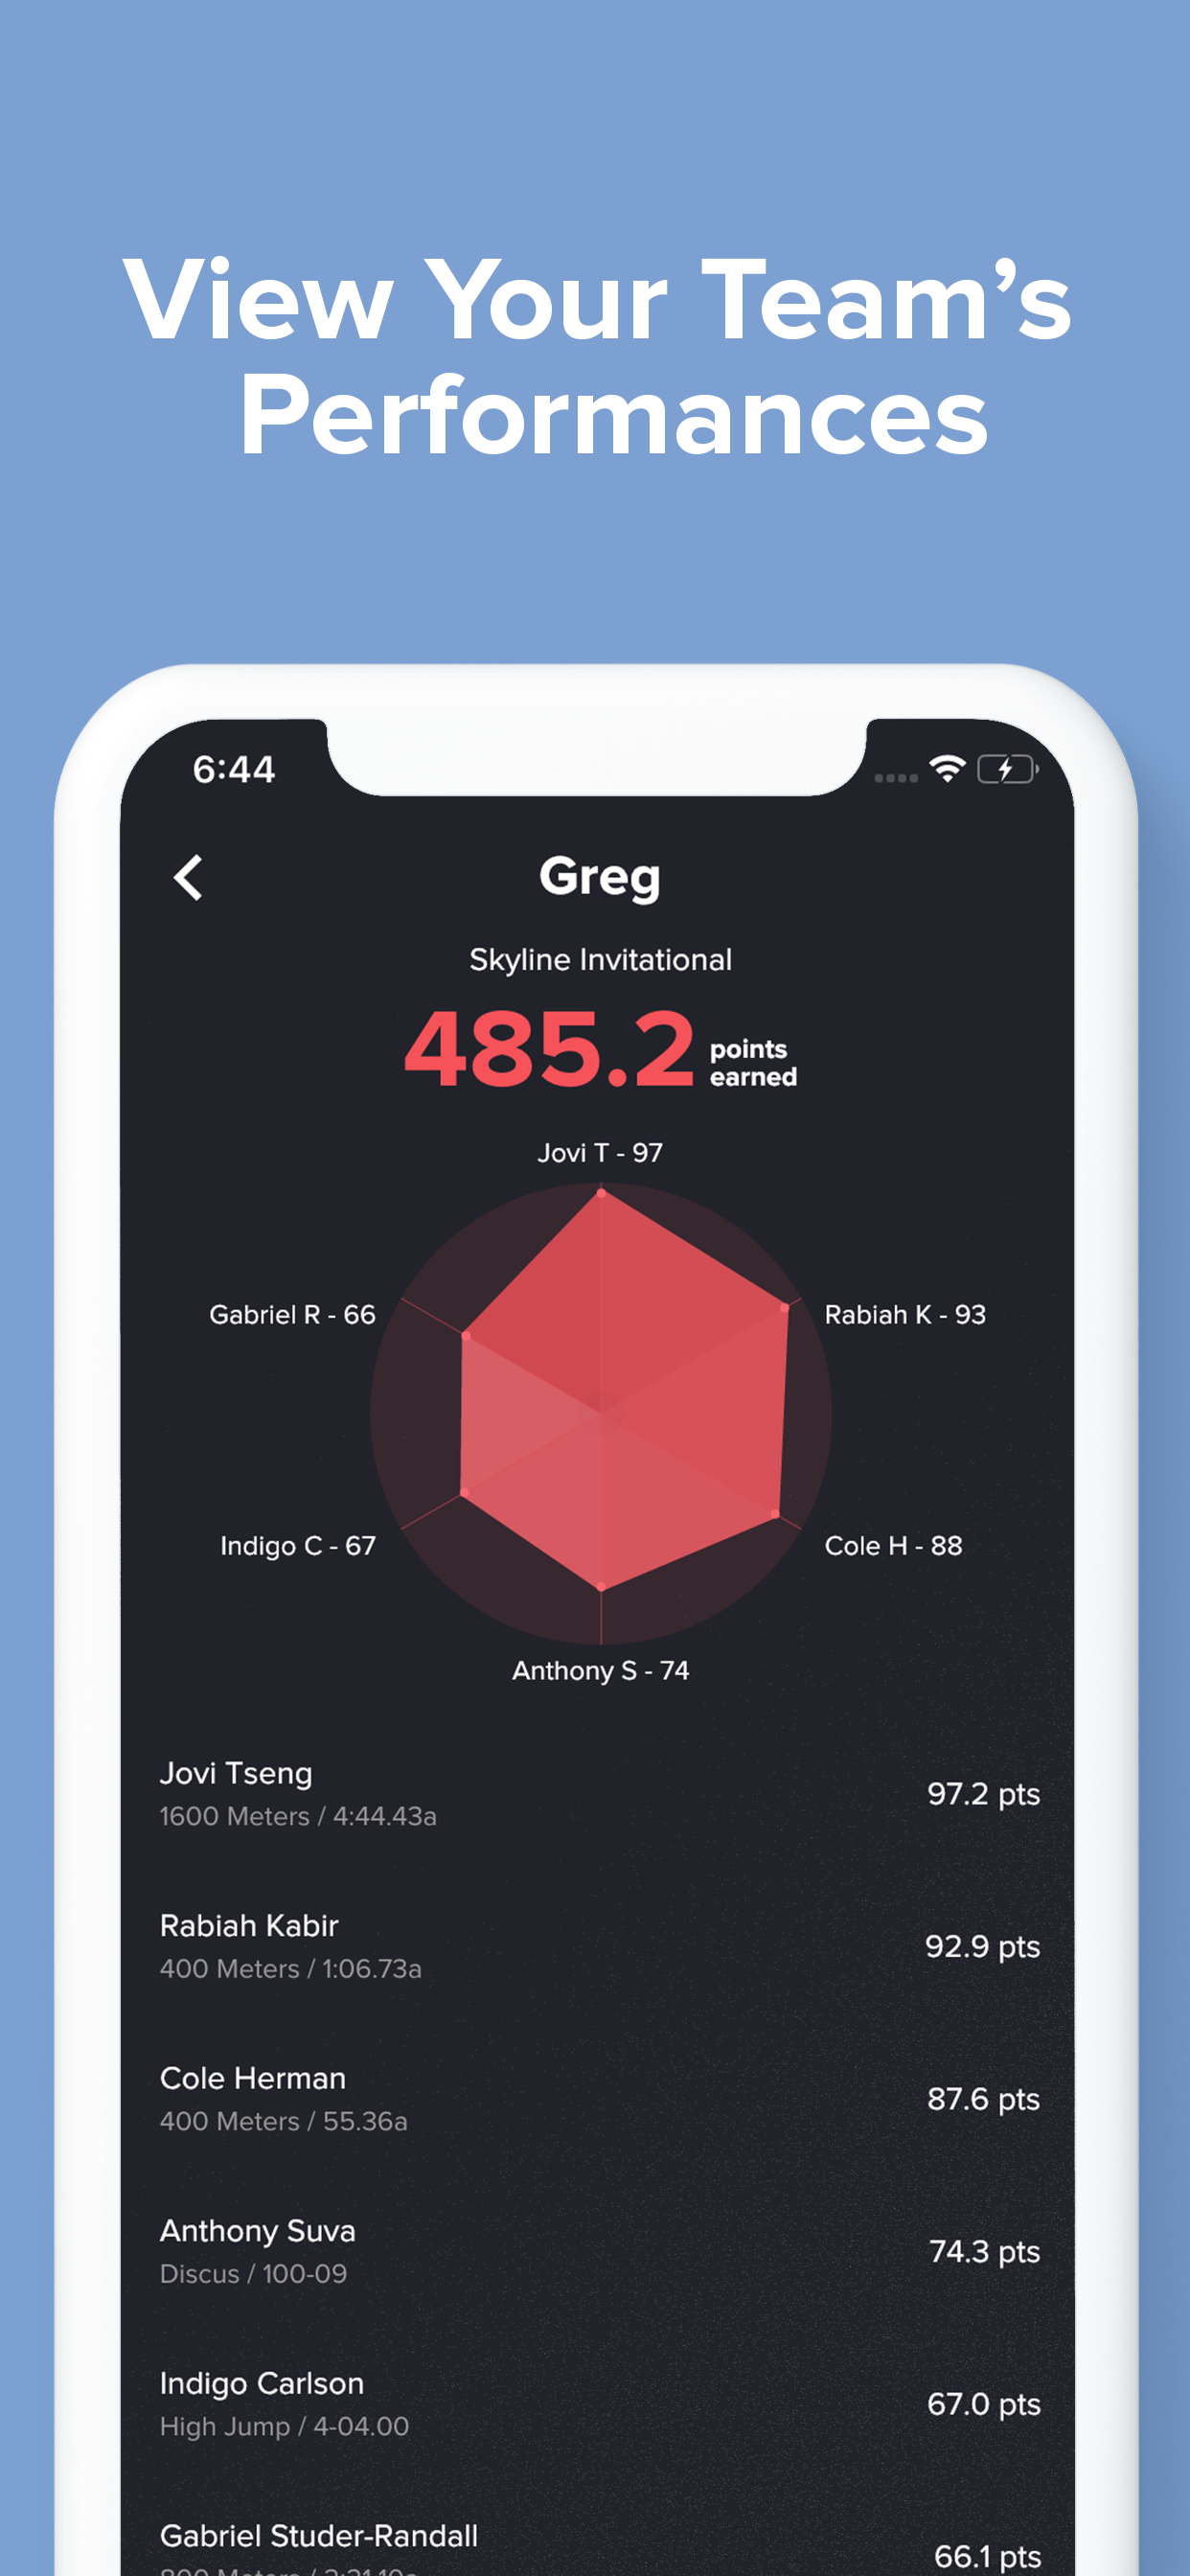 View Your Team’s
Performances
6:44
Greg
Skyline Invitational
485.2 points
earned
Jovi T - 97
Gabriel R - 66
Rabiah K - 93
Indigo C - 67
Cole H - 88
Anthony S - 74
Jovi Tseng
1600 Meters / 4:44.43a
97.2 pts
Rabiah Kabir
400 Meters / 1:06.73a
92.9 pts
Cole Herman
400 Meters / 55.36a
87.6 pts
Anthony Suva
Discus / 100-09
74.3 pts
Indigo Carlson
High Jump / 4-04.00
67.0 pts
Gabriel Studer-Randall
66.1 pts